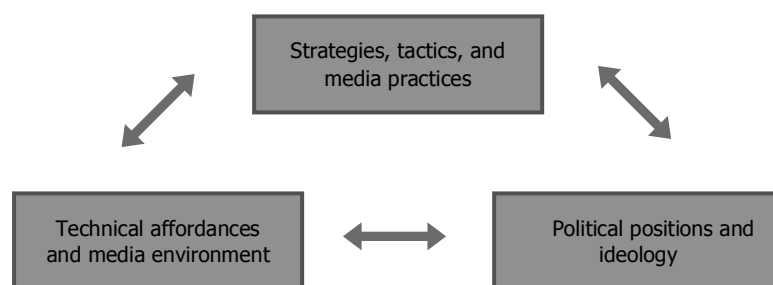 Strategies, tactics, and
media practices
Technical affordances
and media environment
Political positions and
ideology